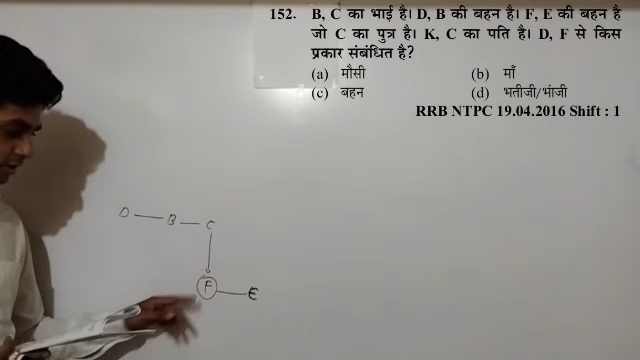 152. B, C का भाई है। D, B की बहन है। F, E की बहन है
जो C का पुत्र है। K, C का पति है। D, F से किस
प्रकार संबंधित है?
(a) मौसी (b) माँ
(c) बहन (d) भतीजी/भांजी
RRB NTPC 19.04.2016 Shift : 1
D B C
F E